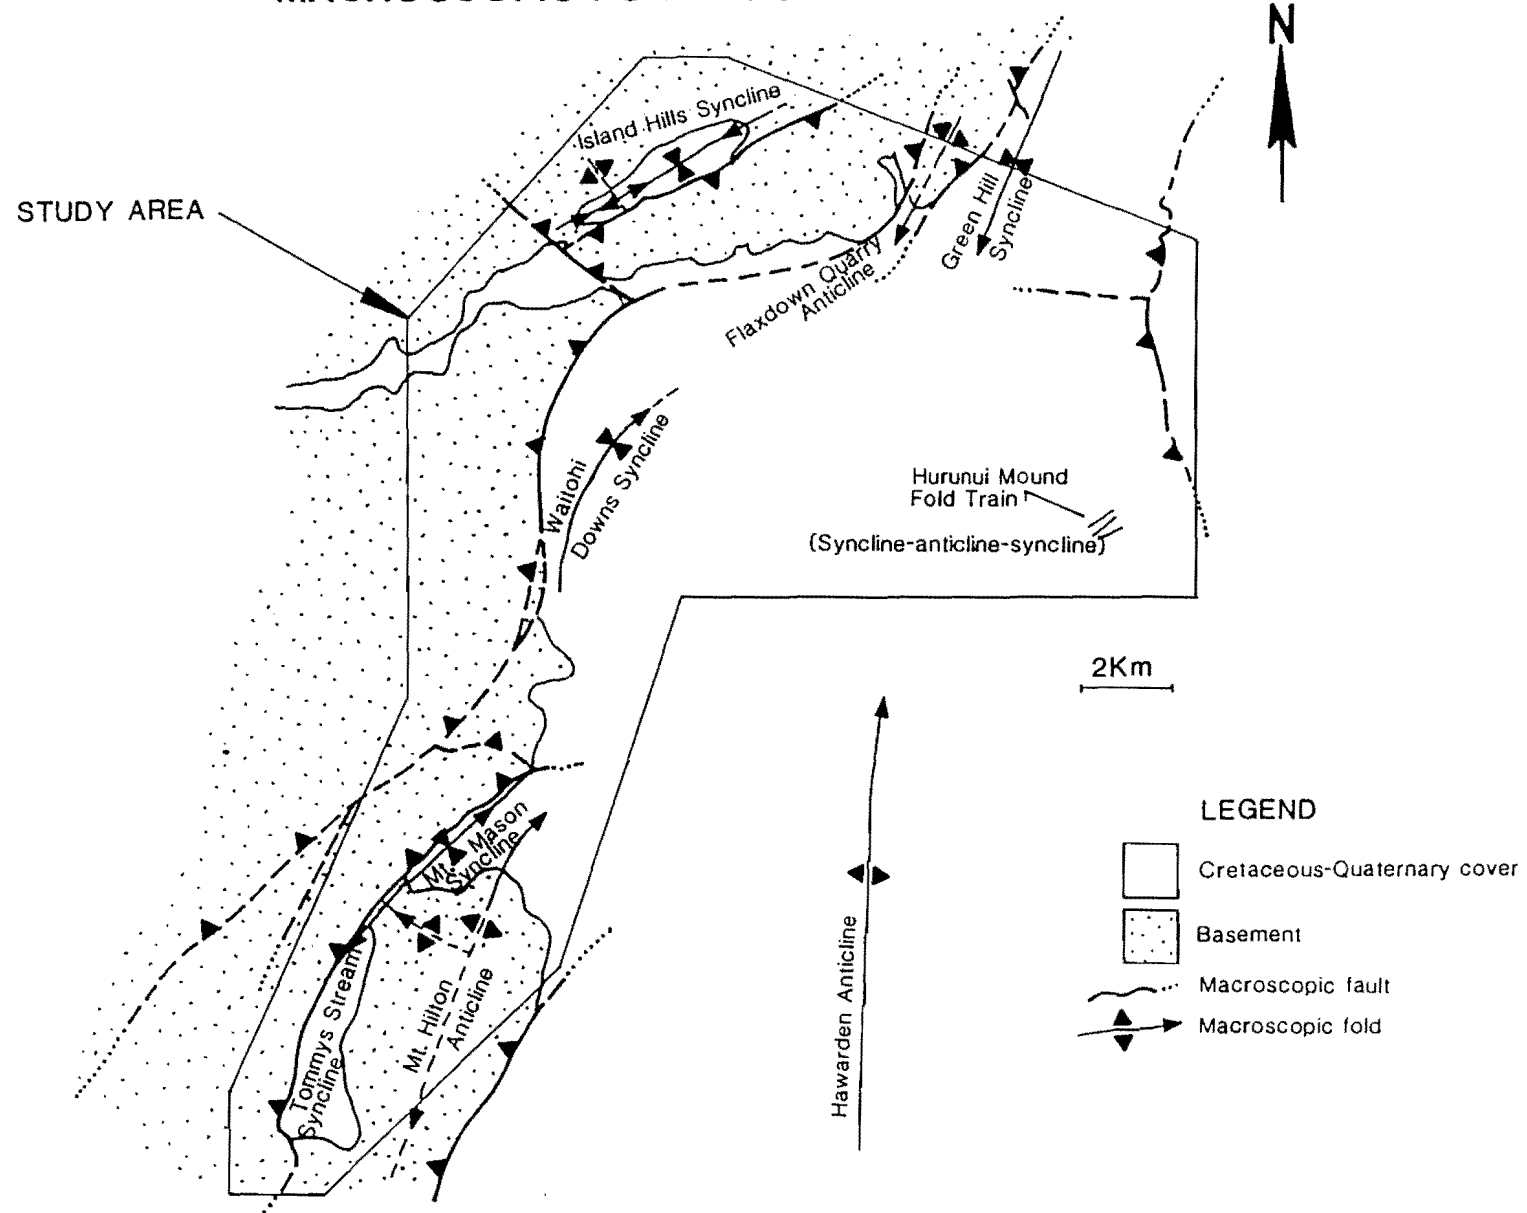 N
Island Hills Syncline
STUDY AREA
Green Hill
Syncline
Flaxdown Quarry
Anticline
Waitohi
Downs Syncline
Hurunui Mound
Fold Train
(Syncline-anticline-syncline)
2Km
Mt. Mason
Syncline
LEGEND
Cretaceous-Quaternary cover
Basement
Macroscopic fault
Macroscopic fold
Tommys Stream
Syncline
Mt. Hilton
Anticline
Hawarden Anticline